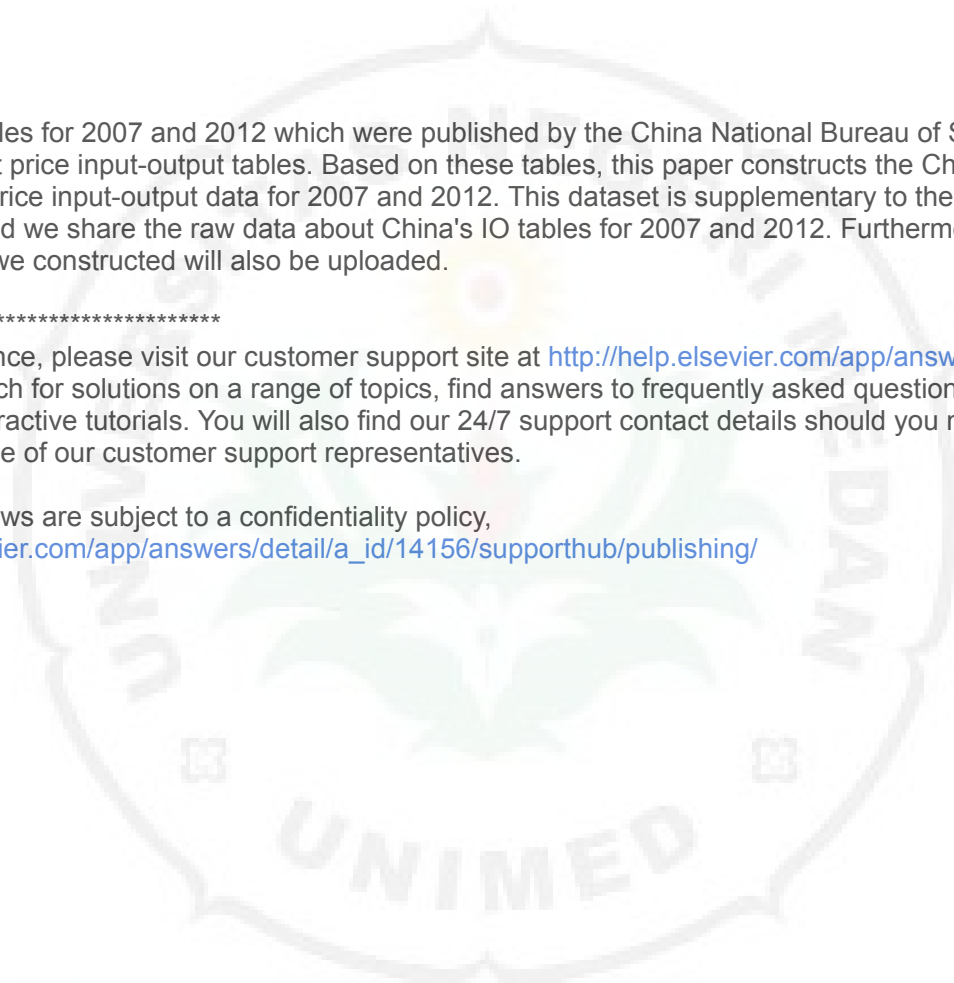 les for 2007 and 2012 which were published by the China National Bureau of S
t price input-output tables. Based on these tables, this paper constructs the Ch
rice input-output data for 2007 and 2012. This dataset is supplementary to the
d we share the raw data about China's IO tables for 2007 and 2012. Furtherm
we constructed will also be uploaded.
**********************
nce, please visit our customer support site at http://help.elsevier.com/app/answ
ch for solutions on a range of topics, find answers to frequently asked question
ractive tutorials. You will also find our 24/7 support contact details should you
e of our customer support representatives.
ws are subject to a confidentiality policy,
ier.com/app/answers/detail/a_id/14156/supporthub/publishing/
UNIVERSITAS NEGERI MEDAN
UNIMED